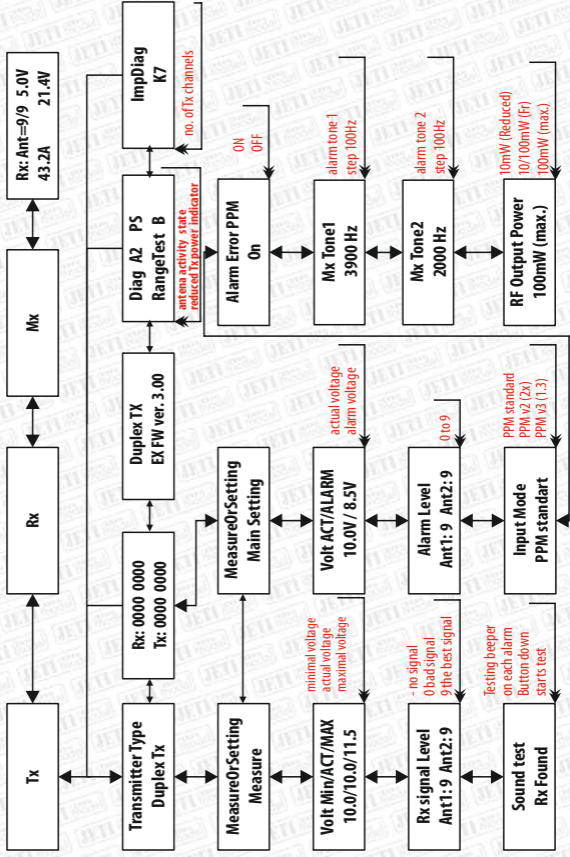 Tx
Rx
Mx
Rx: Ant=9/9 5.0V
43.2A 21.4V
Transmitter Type
Duplex Tx
Rx: 00000 0000
Tx: 00000 0000
Duplex TX
EX FW ver. 3.00
Diag A2 PS
RangeTest B
ImpDiag
K7
antena activity state
reduced Tx power indicator
no. of Tx channels
MeasureOrSetting
Measure
MeasureOrSetting
Main Setting
Alarm Error PPM
On
ON
OFF
Volt Min/ACT/MAX
10.0/10.0/11.5
minimal voltage
actual voltage
maximal voltage
Volt ACT/ALARM
10.0V / 8.5V
actual voltage
alarm voltage
Mx Tone1
3900 Hz
alarm tone 1
step 100Hz
Rx signal Level
Ant1: 9 Ant2: 9
- no signal
0 bad signal
9 the best signal
Alarm Level
Ant1: 9 Ant2: 9
0 to 9
Mx Tone2
2000 Hz
alarm tone 2
step 100Hz
Sound test
Rx Found
Testing beeper
on each alarm
Button down
starts test
Input Mode
PPM standart
PPM standard
PPM v2 (2x)
PPM v3 (1.3)
RF Output Power
100mW (max.)
10mW (Reduced)
10/100mW (Fr)
100mW (max.)